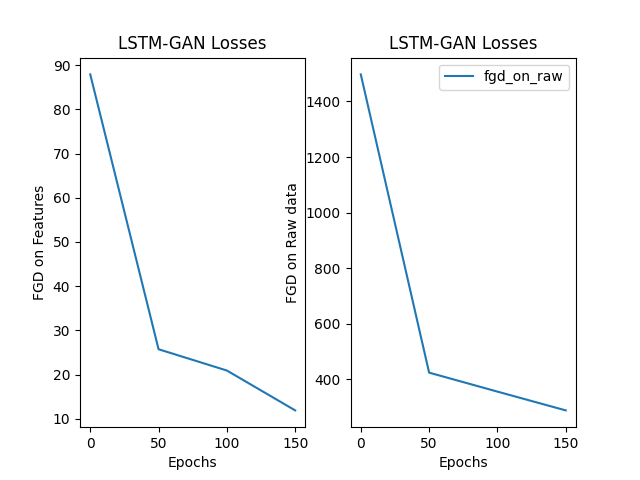 LSTM-GAN Losses
FGD on Features
90
80
70
60
50
40
30
20
10
0 50 100 150
Epochs
LSTM-GAN Losses
fgd_on_raw
FGD on Raw data
1400
1200
1000
800
600
400
0 50 100 150
Epochs